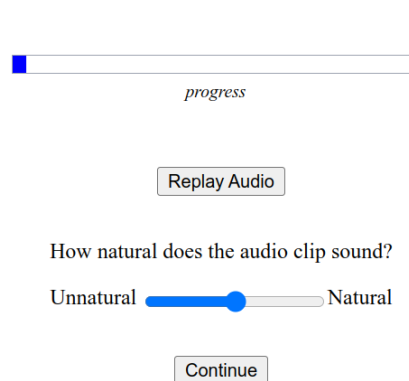 progress
Replay Audio
How natural does the audio clip sound?
Unnatural Natural
Continue